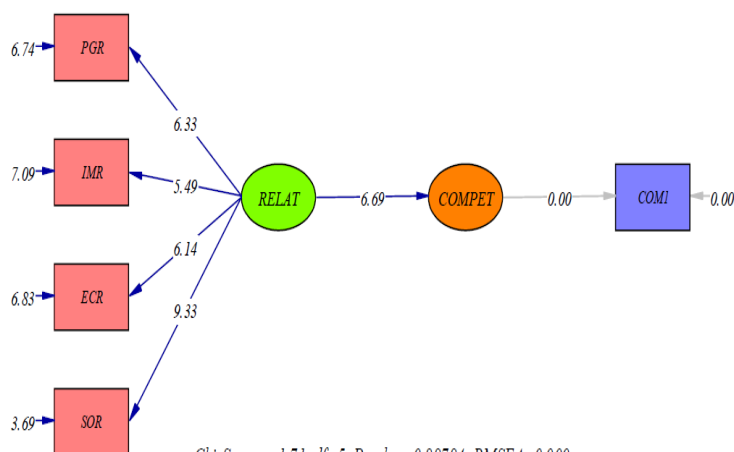 6.74 PGR
6.33
7.09 IMR
5.49
RELAT 6.69 COMPET 0.00 COM1 0.00
6.14
6.83 ECR
9.33
3.69 SOR